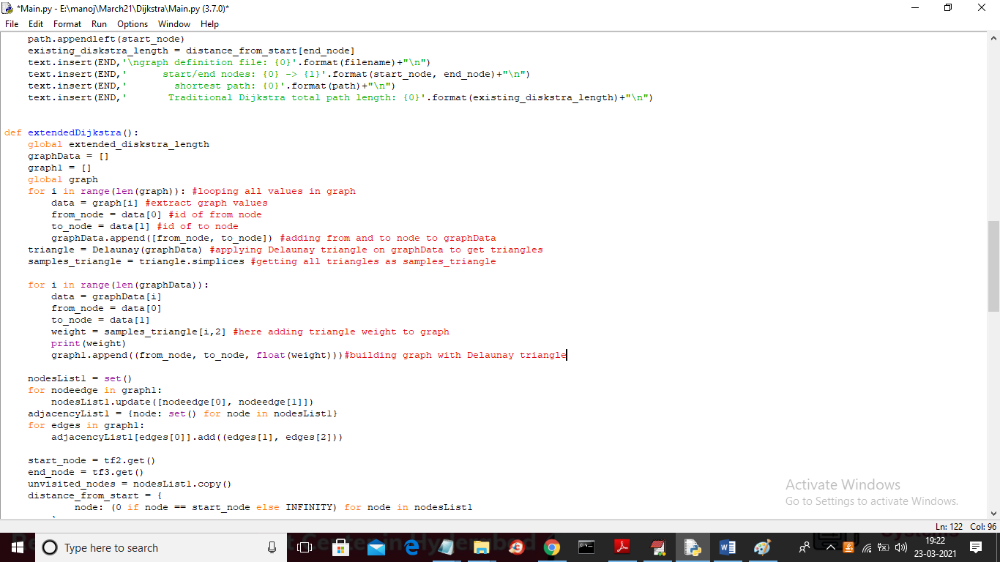 *Main.py - E:\manoj\March21\Dijkstra\Main.py (3.7.0)*
File Edit Format Run Options Window Help
path.appendleft(start_node)
existing_diskstra_length = distance_from_start[end_node]
text.insert(END,'\ngraph definition file: {0}'.format(filename)+"\n")
text.insert(END,'      start/end nodes: {0} -> {1}'.format(start_node, end_node)+"\n")
text.insert(END,'        shortest path: {0}'.format(path)+"\n")
text.insert(END,'       Traditional Dijkstra total path length: {0}'.format(existing_diskstra_length)+"\n")
def extendedDijkstra():
    global extended_diskstra_length
    graphData = []
    graph1 = []
    global graph
    for i in range(len(graph)): #looping all values in graph
        data = graph[i] #extract graph values
        from_node = data[0] #id of from node
        to_node = data[1] #id of to node
        graphData.append([from_node, to_node]) #adding from and to node to graphData
    triangle = Delaunay(graphData) #applying Delaunay triangle on graphData to get triangles
    samples_triangle = triangle.simplices #getting all triangles as samples_triangle
    for i in range(len(graphData)):
        data = graphData[i]
        from_node = data[0]
        to_node = data[1]
        weight = samples_triangle[i,2] #here adding triangle weight to graph
        print(weight)
        graph1.append((from_node, to_node, float(weight)))#building graph with Delaunay triangle
    nodesList1 = set()
    for nodeedge in graph1:
        nodesList1.update([nodeedge[0], nodeedge[1]])
    adjacencyList1 = {node: set() for node in nodesList1}
    for edges in graph1:
        adjacencyList1[edges[0]].add((edges[1], edges[2]))
    start_node = tf2.get()
    end_node = tf3.get()
    unvisited_nodes = nodesList1.copy()
    distance_from_start = {
            node: (0 if node == start_node else INFINITY) for node in nodesList1
Activate Windows
Go to Settings to activate Windows.
Ln: 122 Col: 96
Type here to search
19:22
23-03-2021